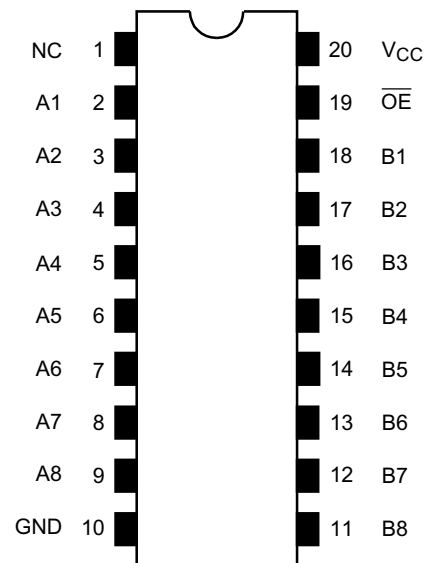 NC 1 20 VCC
A1 2 19 O̅E̅
A2 3 18 B1
A3 4 17 B2
A4 5 16 B3
A5 6 15 B4
A6 7 14 B5
A7 8 13 B6
A8 9 12 B7
GND 10 11 B8